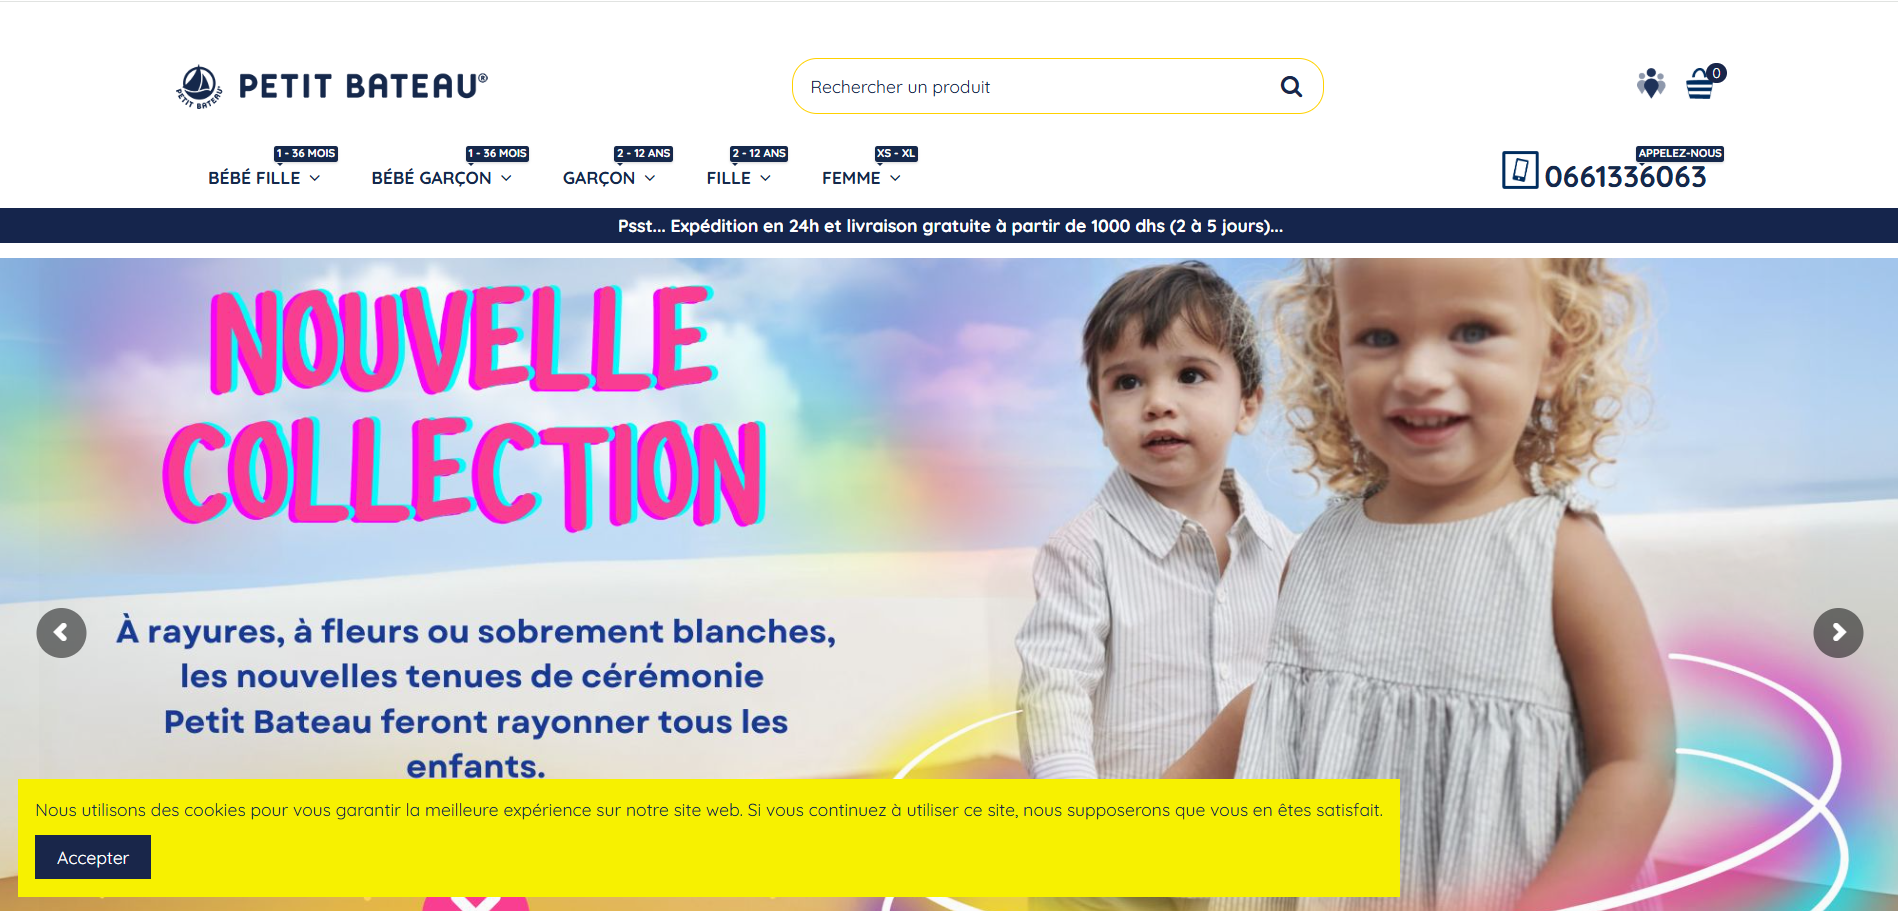 PETIT BATEAU
PETIT BATEAU®
Rechercher un produit
0
1 - 36 MOIS
1 - 36 MOIS
2 - 12 ANS
2 - 12 ANS
XS - XL
APPELEZ-NOUS
BÉBÉ FILLE
BÉBÉ GARÇON
GARÇON
FILLE
FEMME
0661336063
Psst... Expédition en 24h et livraison gratuite à partir de 1000 dhs (2 à 5 jours)...
NOUVELLE
COLLECTION
À rayures, à fleurs ou sobrement blanches,
les nouvelles tenues de cérémonie
Petit Bateau feront rayonner tous les
enfants.
Nous utilisons des cookies pour vous garantir la meilleure expérience sur notre site web. Si vous continuez à utiliser ce site, nous supposerons que vous en êtes satisfait.
Accepter